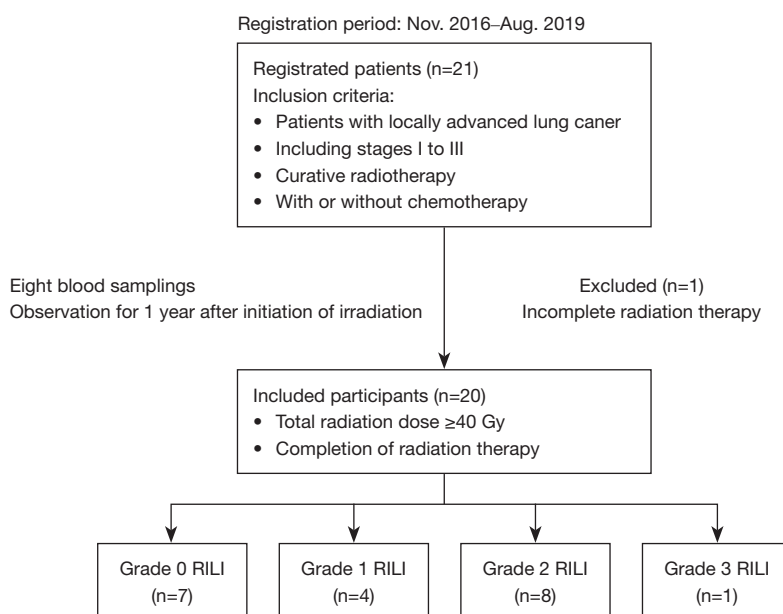 Registration period: Nov. 2016–Aug. 2019
Registrated patients (n=21)
Inclusion criteria:
• Patients with locally advanced lung caner
• Including stages I to III
• Curative radiotherapy
• With or without chemotherapy
Eight blood samplings
Observation for 1 year after initiation of irradiation
Excluded (n=1)
Incomplete radiation therapy
Included participants (n=20)
• Total radiation dose ≥40 Gy
• Completion of radiation therapy
Grade 0 RILI
(n=7)
Grade 1 RILI
(n=4)
Grade 2 RILI
(n=8)
Grade 3 RILI
(n=1)